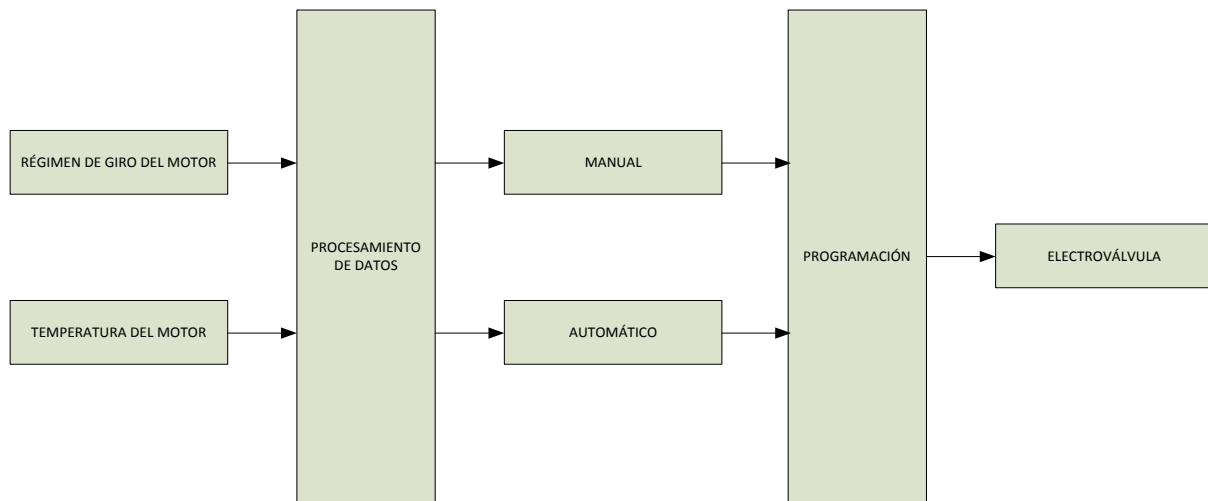 RÉGIMEN DE GIRO DEL MOTOR
TEMPERATURA DEL MOTOR
PROCESAMIENTO
DE DATOS
MANUAL
AUTOMÁTICO
PROGRAMACIÓN
ELECTROVÁLVULA